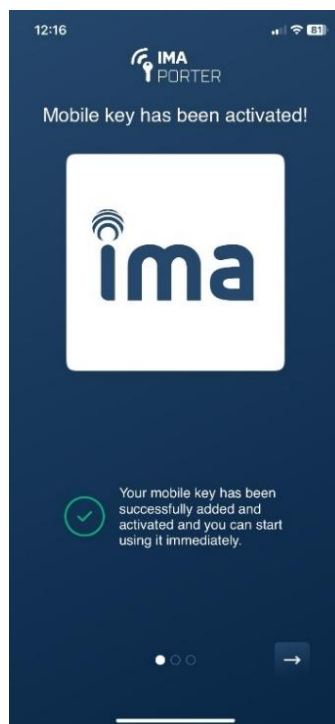 12:16
81
IMA
PORTER
Mobile key has been activated!
ima
Your mobile key has been
successfully added and
activated and you can start
using it immediately.